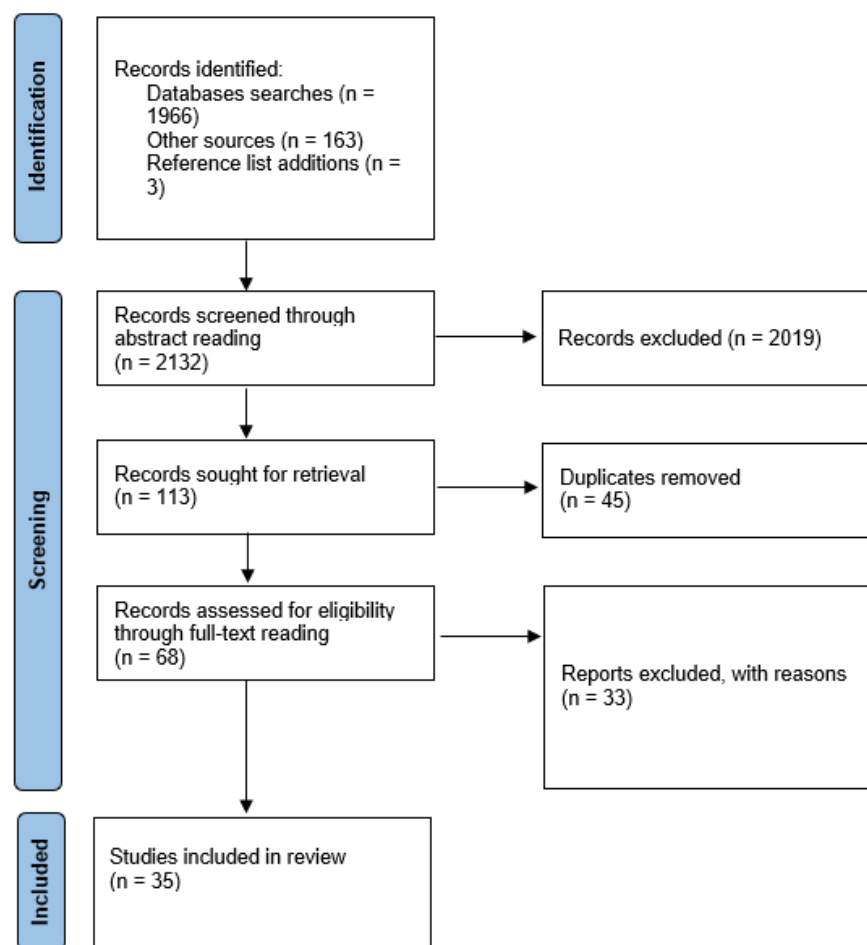 Identification
Records identified:
Databases searches (n =
1966)
Other sources (n = 163)
Reference list additions (n =
3)
Screening
Records screened through
abstract reading
(n = 2132)
Records excluded (n = 2019)
Records sought for retrieval
(n = 113)
Duplicates removed
(n = 45)
Records assessed for eligibility
through full-text reading
(n = 68)
Reports excluded, with reasons
(n = 33)
Included
Studies included in review
(n = 35)